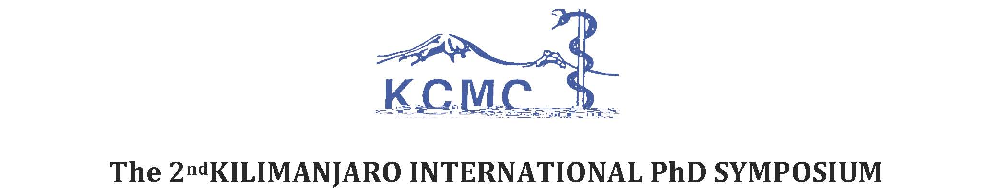 KCMC
The 2ndKILIMANJARO INTERNATIONAL PhD SYMPOSIUM